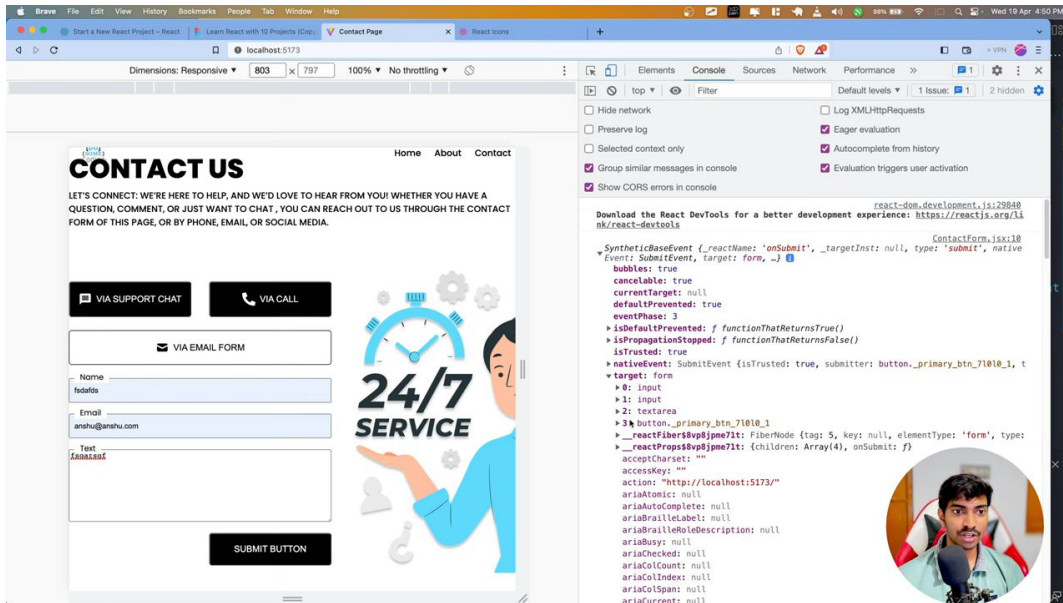 Brave File Edit View History Bookmarks People Tab Window Help
98% Wed 19 Apr 4:50 PM
Start a New React Project – React
Learn React with 10 Projects (Cop
Contact Page
React Icons
localhost:5173
VPN
Dimensions: Responsive 803 × 797 100% No throttling
Elements Console Sources Network Performance 1
top Filter Default levels 1 Issue: 1 2 hidden
Hide network
Log XMLHttpRequests
Preserve log
Eager evaluation
Selected context only
Autocomplete from history
Group similar messages in console
Evaluation triggers user activation
Show CORS errors in console
Home About Contact
CONTACT US
LET'S CONNECT: WE'RE HERE TO HELP, AND WE'D LOVE TO HEAR FROM YOU! WHETHER YOU HAVE A
QUESTION, COMMENT, OR JUST WANT TO CHAT , YOU CAN REACH OUT TO US THROUGH THE CONTACT
FORM OF THIS PAGE, OR BY PHONE, EMAIL, OR SOCIAL MEDIA.
VIA SUPPORT CHAT
VIA CALL
VIA EMAIL FORM
Name
fsdafds
Email
anshu@anshu.com
Text
SUBMIT BUTTON
24/7
SERVICE
react-dom.development.js:29840
Download the React DevTools for a better development experience: https://reactjs.org/li
nk/react-devtools
ContactForm.jsx:10
SyntheticBaseEvent {_reactName: 'onSubmit', _targetInst: null, type: 'submit', native
Event: SubmitEvent, target: form, …}
bubbles: true
cancelable: true
currentTarget: null
defaultPrevented: true
eventPhase: 3
isDefaultPrevented: ƒ functionThatReturnsTrue()
isPropagationStopped: ƒ functionThatReturnsFalse()
isTrusted: true
nativeEvent: SubmitEvent {isTrusted: true, submitter: button._primary_btn_7l0l0_1, t
target: form
0: input
1: input
2: textarea
3: button._primary_btn_7l0l0_1
__reactFiber$8vp8jpme71t: FiberNode {tag: 5, key: null, elementType: 'form', type:
__reactProps$8vp8jpme71t: {children: Array(4), onSubmit: ƒ}
acceptCharset: ""
accessKey: ""
action: "http://localhost:5173/"
ariaAtomic: null
ariaAutoComplete: null
ariaBrailleLabel: null
ariaBrailleRoleDescription: null
ariaBusy: null
ariaChecked: null
ariaColCount: null
ariaColIndex: null
ariaColSpan: null
ariaCurrent: null